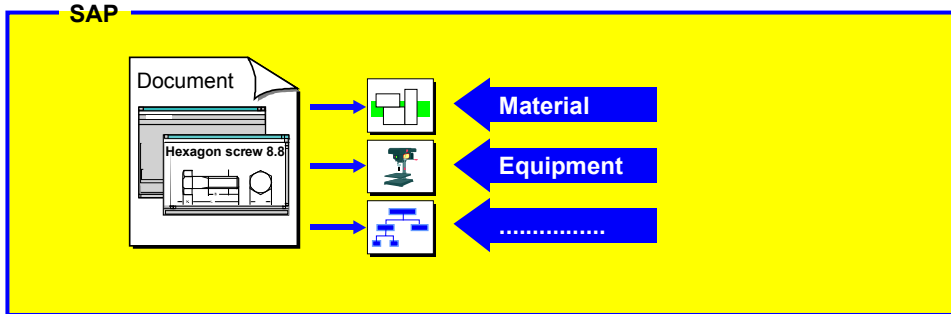 SAP
Document
Hexagon screw 8.8
Material
Equipment
................